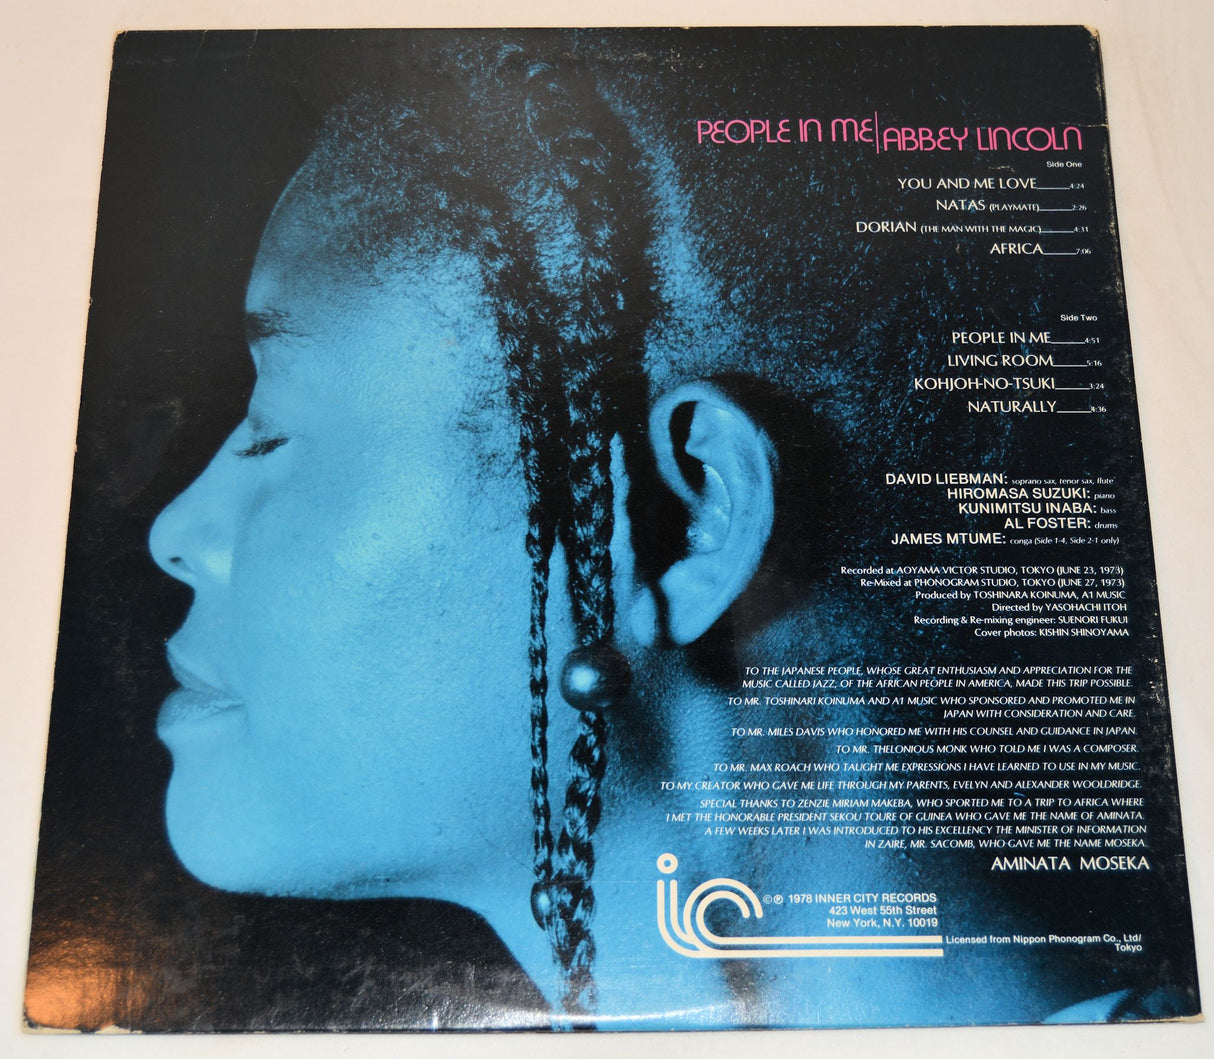 PEOPLE IN ME | ABBEY LINCOLN
Side One
YOU AND ME LOVE 4:24
NATAS (PLAYMATE) 2:26
DORIAN (THE MAN WITH THE MAGIC) 4:31
AFRICA 7:06
Side Two
PEOPLE IN ME 4:51
LIVING ROOM 5:16
KOHJOH-NO-TSUKI 3:24
NATURALLY 4:36
DAVID LIEBMAN: soprano sax, tenor sax, flute
HIROMASA SUZUKI: piano
KUNIMITSU INABA: bass
AL FOSTER: drums
JAMES MTUME: conga (Side 1-4, Side 2-1 only)
Recorded at AOYAMA VICTOR STUDIO, TOKYO (JUNE 23, 1973)
Re-Mixed at PHONOGRAM STUDIO, TOKYO (JUNE 27, 1973)
Produced by TOSHINARA KOINUMA, A1 MUSIC
Directed by YASOHACHI ITOH
Recording & Re-mixing engineer: SUENORI FUKUI
Cover photos: KISHIN SHINOYAMA
TO THE JAPANESE PEOPLE, WHOSE GREAT ENTHUSIASM AND APPRECIATION FOR THE
MUSIC CALLED JAZZ, OF THE AFRICAN PEOPLE IN AMERICA, MADE THIS TRIP POSSIBLE.
TO MR. TOSHINARI KOINUMA AND A1 MUSIC WHO SPONSORED AND PROMOTED ME IN
JAPAN WITH CONSIDERATION AND CARE.
TO MR. MILES DAVIS WHO HONORED ME WITH HIS COUNSEL AND GUIDANCE IN JAPAN.
TO MR. THELONIOUS MONK WHO TOLD ME I WAS A COMPOSER.
TO MR. MAX ROACH WHO TAUGHT ME EXPRESSIONS I HAVE LEARNED TO USE IN MY MUSIC.
TO MY CREATOR WHO GAVE ME LIFE THROUGH MY PARENTS, EVELYN AND ALEXANDER WOOLDRIDGE.
SPECIAL THANKS TO ZENZIE MIRIAM MAKEBA, WHO SPORTED ME TO A TRIP TO AFRICA WHERE
I MET THE HONORABLE PRESIDENT SEKOU TOURE OF GUINEA WHO GAVE ME THE NAME OF AMINATA.
A FEW WEEKS LATER I WAS INTRODUCED TO HIS EXCELLENCY THE MINISTER OF INFORMATION
IN ZAIRE, MR. SACOMB, WHO GAVE ME THE NAME MOSEKA.
AMINATA MOSEKA
ic
©℗ 1978 INNER CITY RECORDS
423 West 55th Street
New York, N.Y. 10019
Licensed from Nippon Phonogram Co., Ltd/
Tokyo